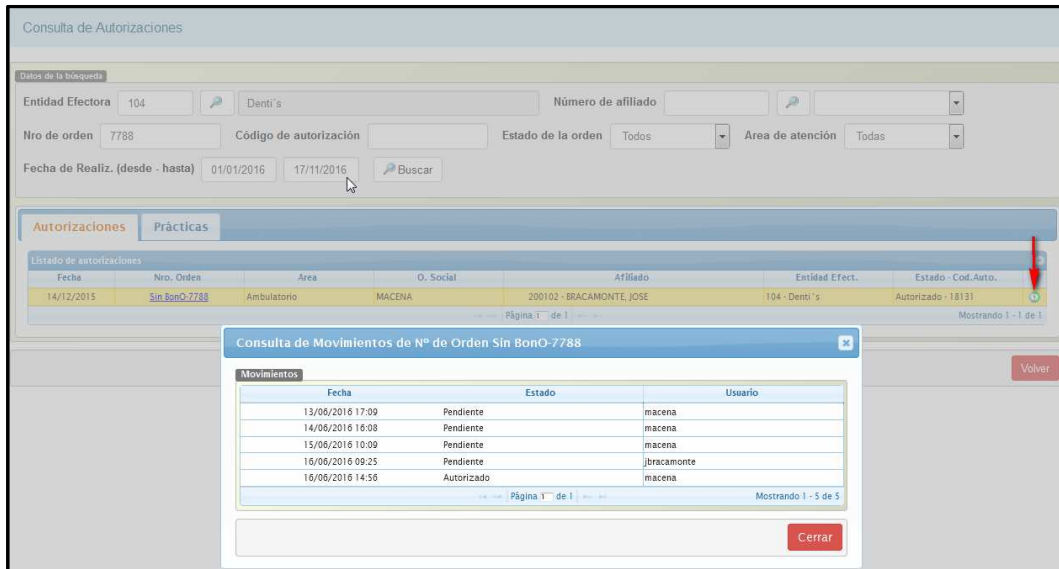 Consulta de Autorizaciones
Datos de la búsqueda
Entidad Efectora 104 Denti´s Número de afiliado
Nro de orden 7788 Código de autorización Estado de la orden Todos Area de atención Todas
Fecha de Realiz. (desde - hasta) 01/01/2016 17/11/2016 Buscar
Autorizaciones Prácticas
Listado de autorizaciones
Fecha Nro. Orden Area O. Social Afiliado Entidad Efect. Estado - Cod.Auto.
14/12/2015 Sin BonO-7788 Ambulatorio MACENA 200102 - BRACAMONTE, JOSE 104 - Denti´s Autorizado - 18131
Página 1 de 1 Mostrando 1 - 1 de 1
Volver
Consulta de Movimientos de Nº de Orden Sin BonO-7788
Movimientos
Fecha Estado Usuario
13/06/2016 17:09 Pendiente macena
14/06/2016 16:08 Pendiente macena
15/06/2016 10:09 Pendiente macena
16/06/2016 09:25 Pendiente jbracamonte
16/06/2016 14:56 Autorizado macena
Página 1 de 1 Mostrando 1 - 5 de 5
Cerrar